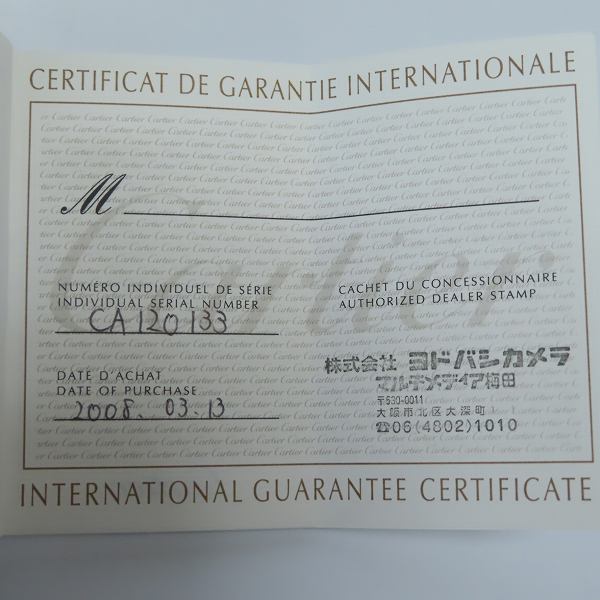 CERTIFICAT DE GARANTIE INTERNATIONALE
M
Cartier
NUMÉRO INDIVIDUEL DE SÉRIE
INDIVIDUAL SERIAL NUMBER
CA120133
CACHET DU CONCESSIONNAIRE
AUTHORIZED DEALER STAMP
DATE D'ACHAT
DATE OF PURCHASE
2008. 03. 13
株式会社 ヨドバシカメラ
マルチメディア梅田
〒530-0011
大阪市北区大深町1
☎06(4802)1010
INTERNATIONAL GUARANTEE CERTIFICATE